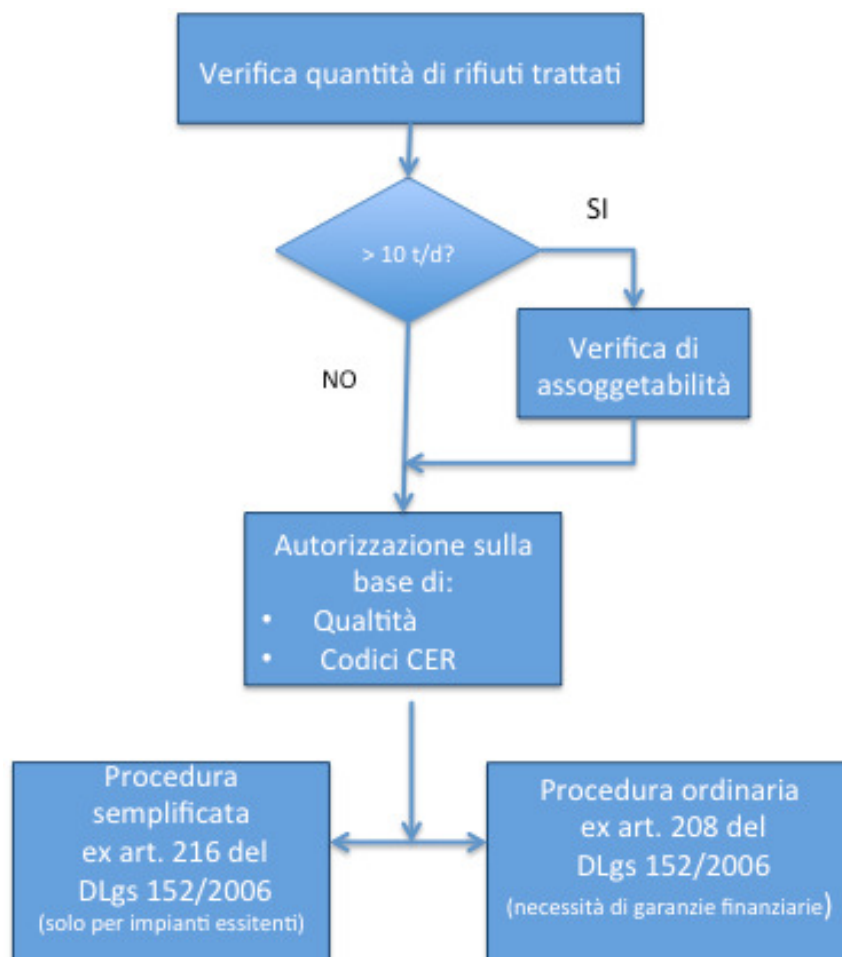 Verifica quantità di rifiuti trattati
> 10 t/d?
SI
Verifica di
assoggetabilità
NO
Autorizzazione sulla
base di:
• Qualtità
• Codici CER
Procedura
semplificata
ex art. 216 del
DLgs 152/2006
(solo per impianti essitenti)
Procedura ordinaria
ex art. 208 del
DLgs 152/2006
(necessità di garanzie finanziarie)